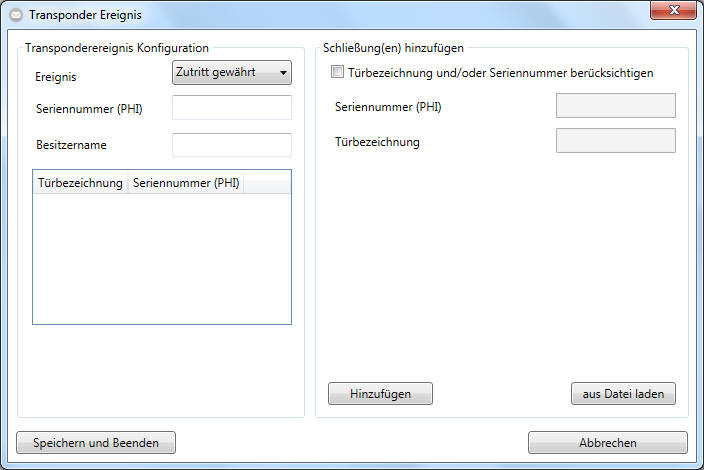 Transponder Ereignis
Transponderereignis Konfiguration
Ereignis
Zutritt gewährt
Seriennummer (PHI)
Besitzername
Türbezeichnung Seriennummer (PHI)
Schließung(en) hinzufügen
Türbezeichnung und/oder Seriennummer berücksichtigen
Seriennummer (PHI)
Türbezeichnung
Hinzufügen
aus Datei laden
Speichern und Beenden
Abbrechen